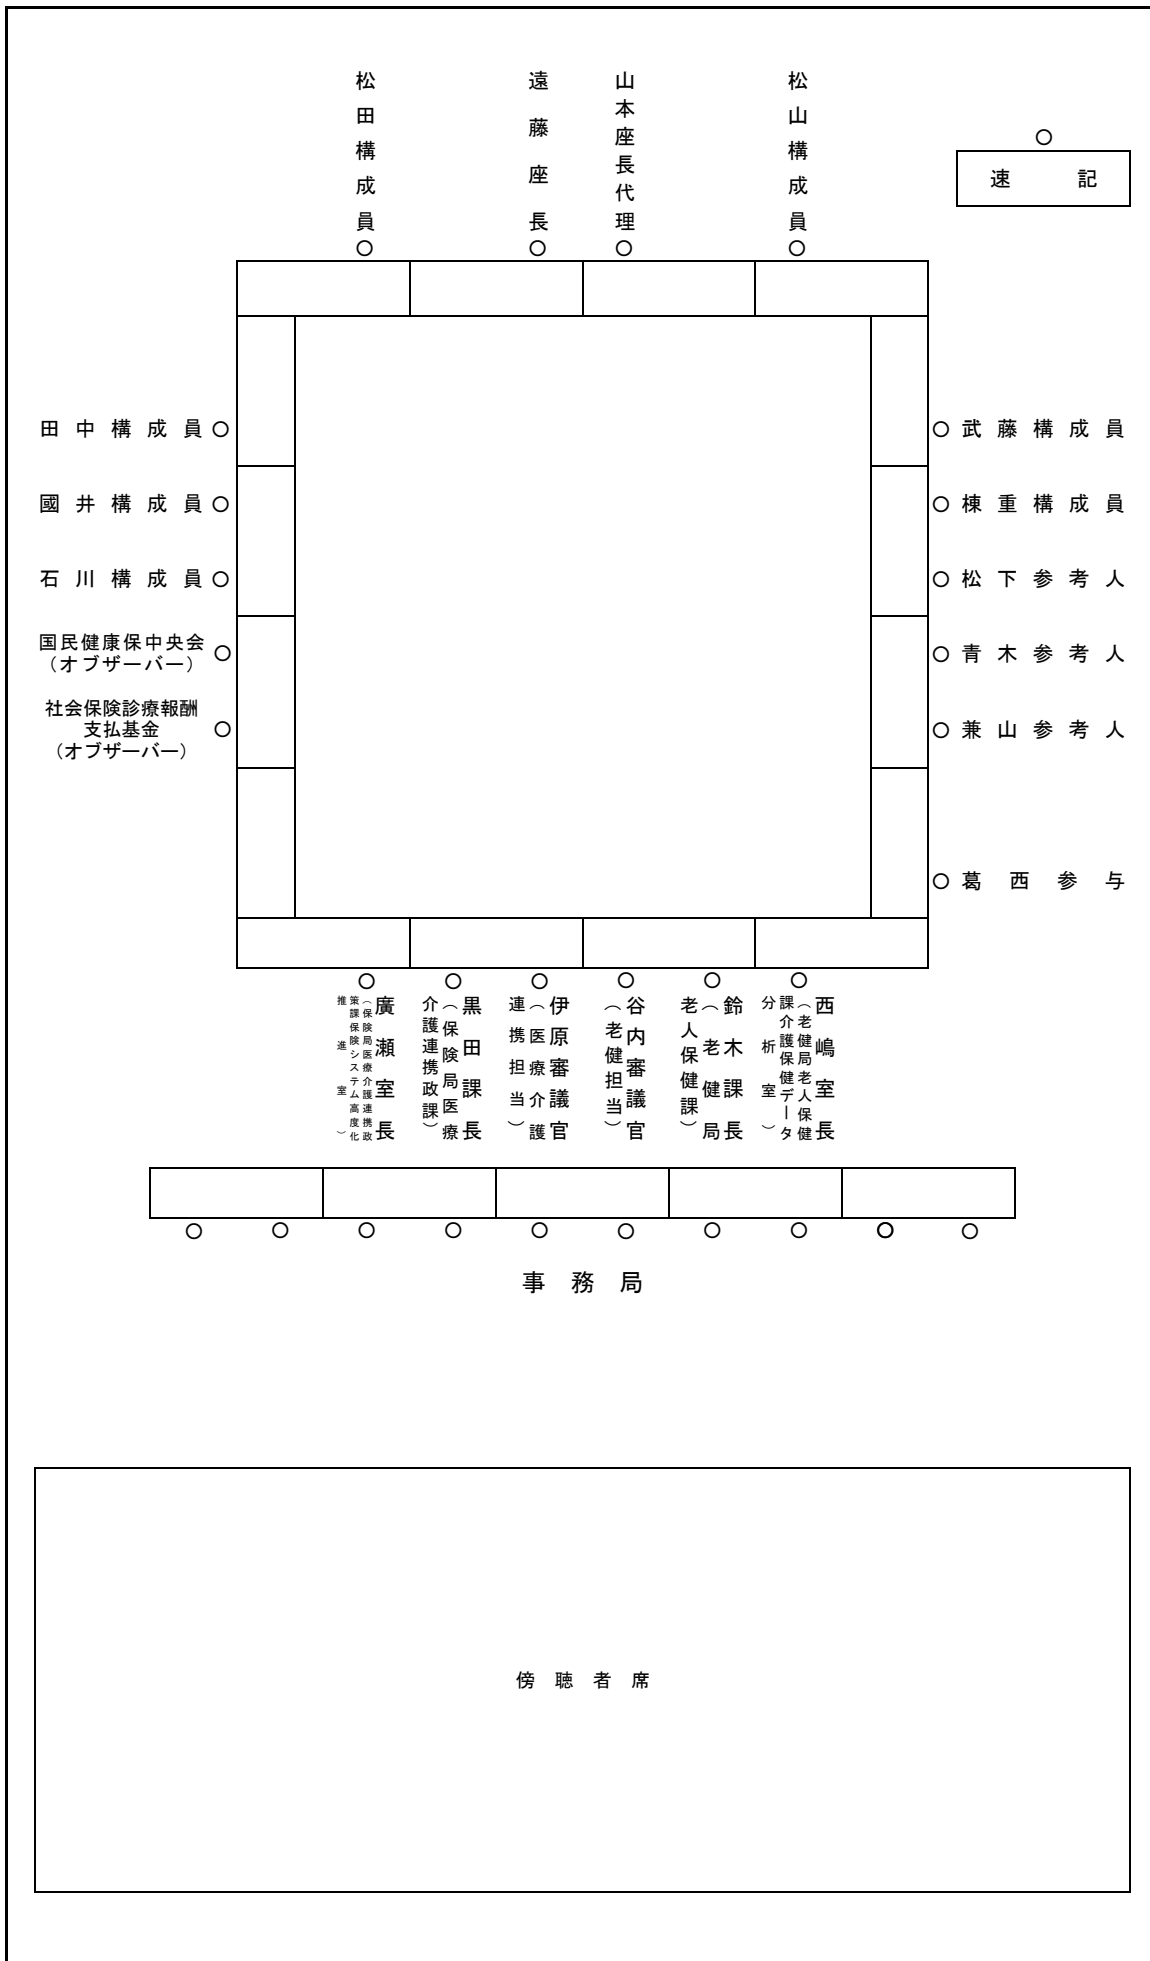 松田構成員
遠藤座長
山本座長代理
松山構成員
速記
田中構成員
國井構成員
石川構成員
国民健康保中央会
（オブザーバー）
社会保険診療報酬
支払基金
（オブザーバー）
武藤構成員
棟重構成員
松下参考人
青木参考人
兼山参考人
葛西参与
廣瀬室長
（保険局医療介護連携政
策課保険システム高度化
推進室）
黒田課長
（保険局医療
介護連携政課）
伊原審議官
（医療介護
連携担当）
谷内審議官
（老健担当）
鈴木課長
（老健局
老人保健課）
西嶋室長
（老健局老人保健
課介護保健データ
分析室）
事務局
傍聴者席